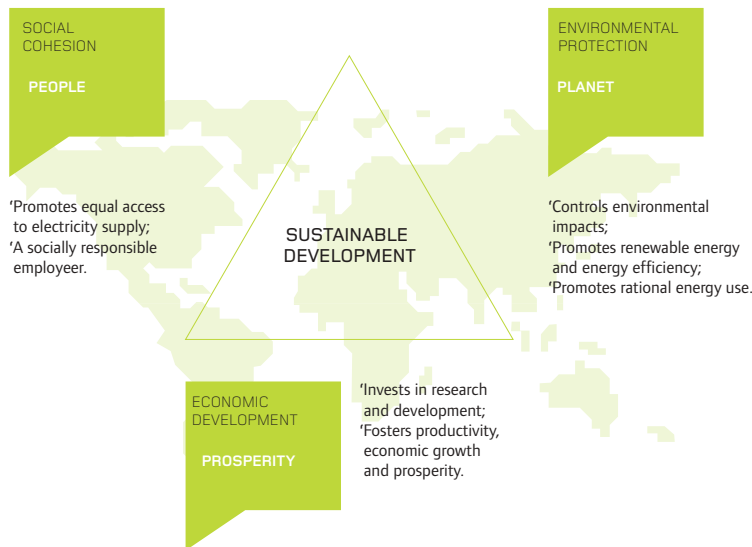 SOCIAL
COHESION
PEOPLE
‘Promotes equal access
to electricity supply;
‘A socially responsible
employeer.
ENVIRONMENTAL
PROTECTION
PLANET
‘Controls environmental
impacts;
‘Promotes renewable energy
and energy efficiency;
‘Promotes rational energy use.
SUSTAINABLE
DEVELOPMENT
ECONOMIC
DEVELOPMENT
PROSPERITY
‘Invests in research
and development;
‘Fosters productivity,
economic growth
and prosperity.